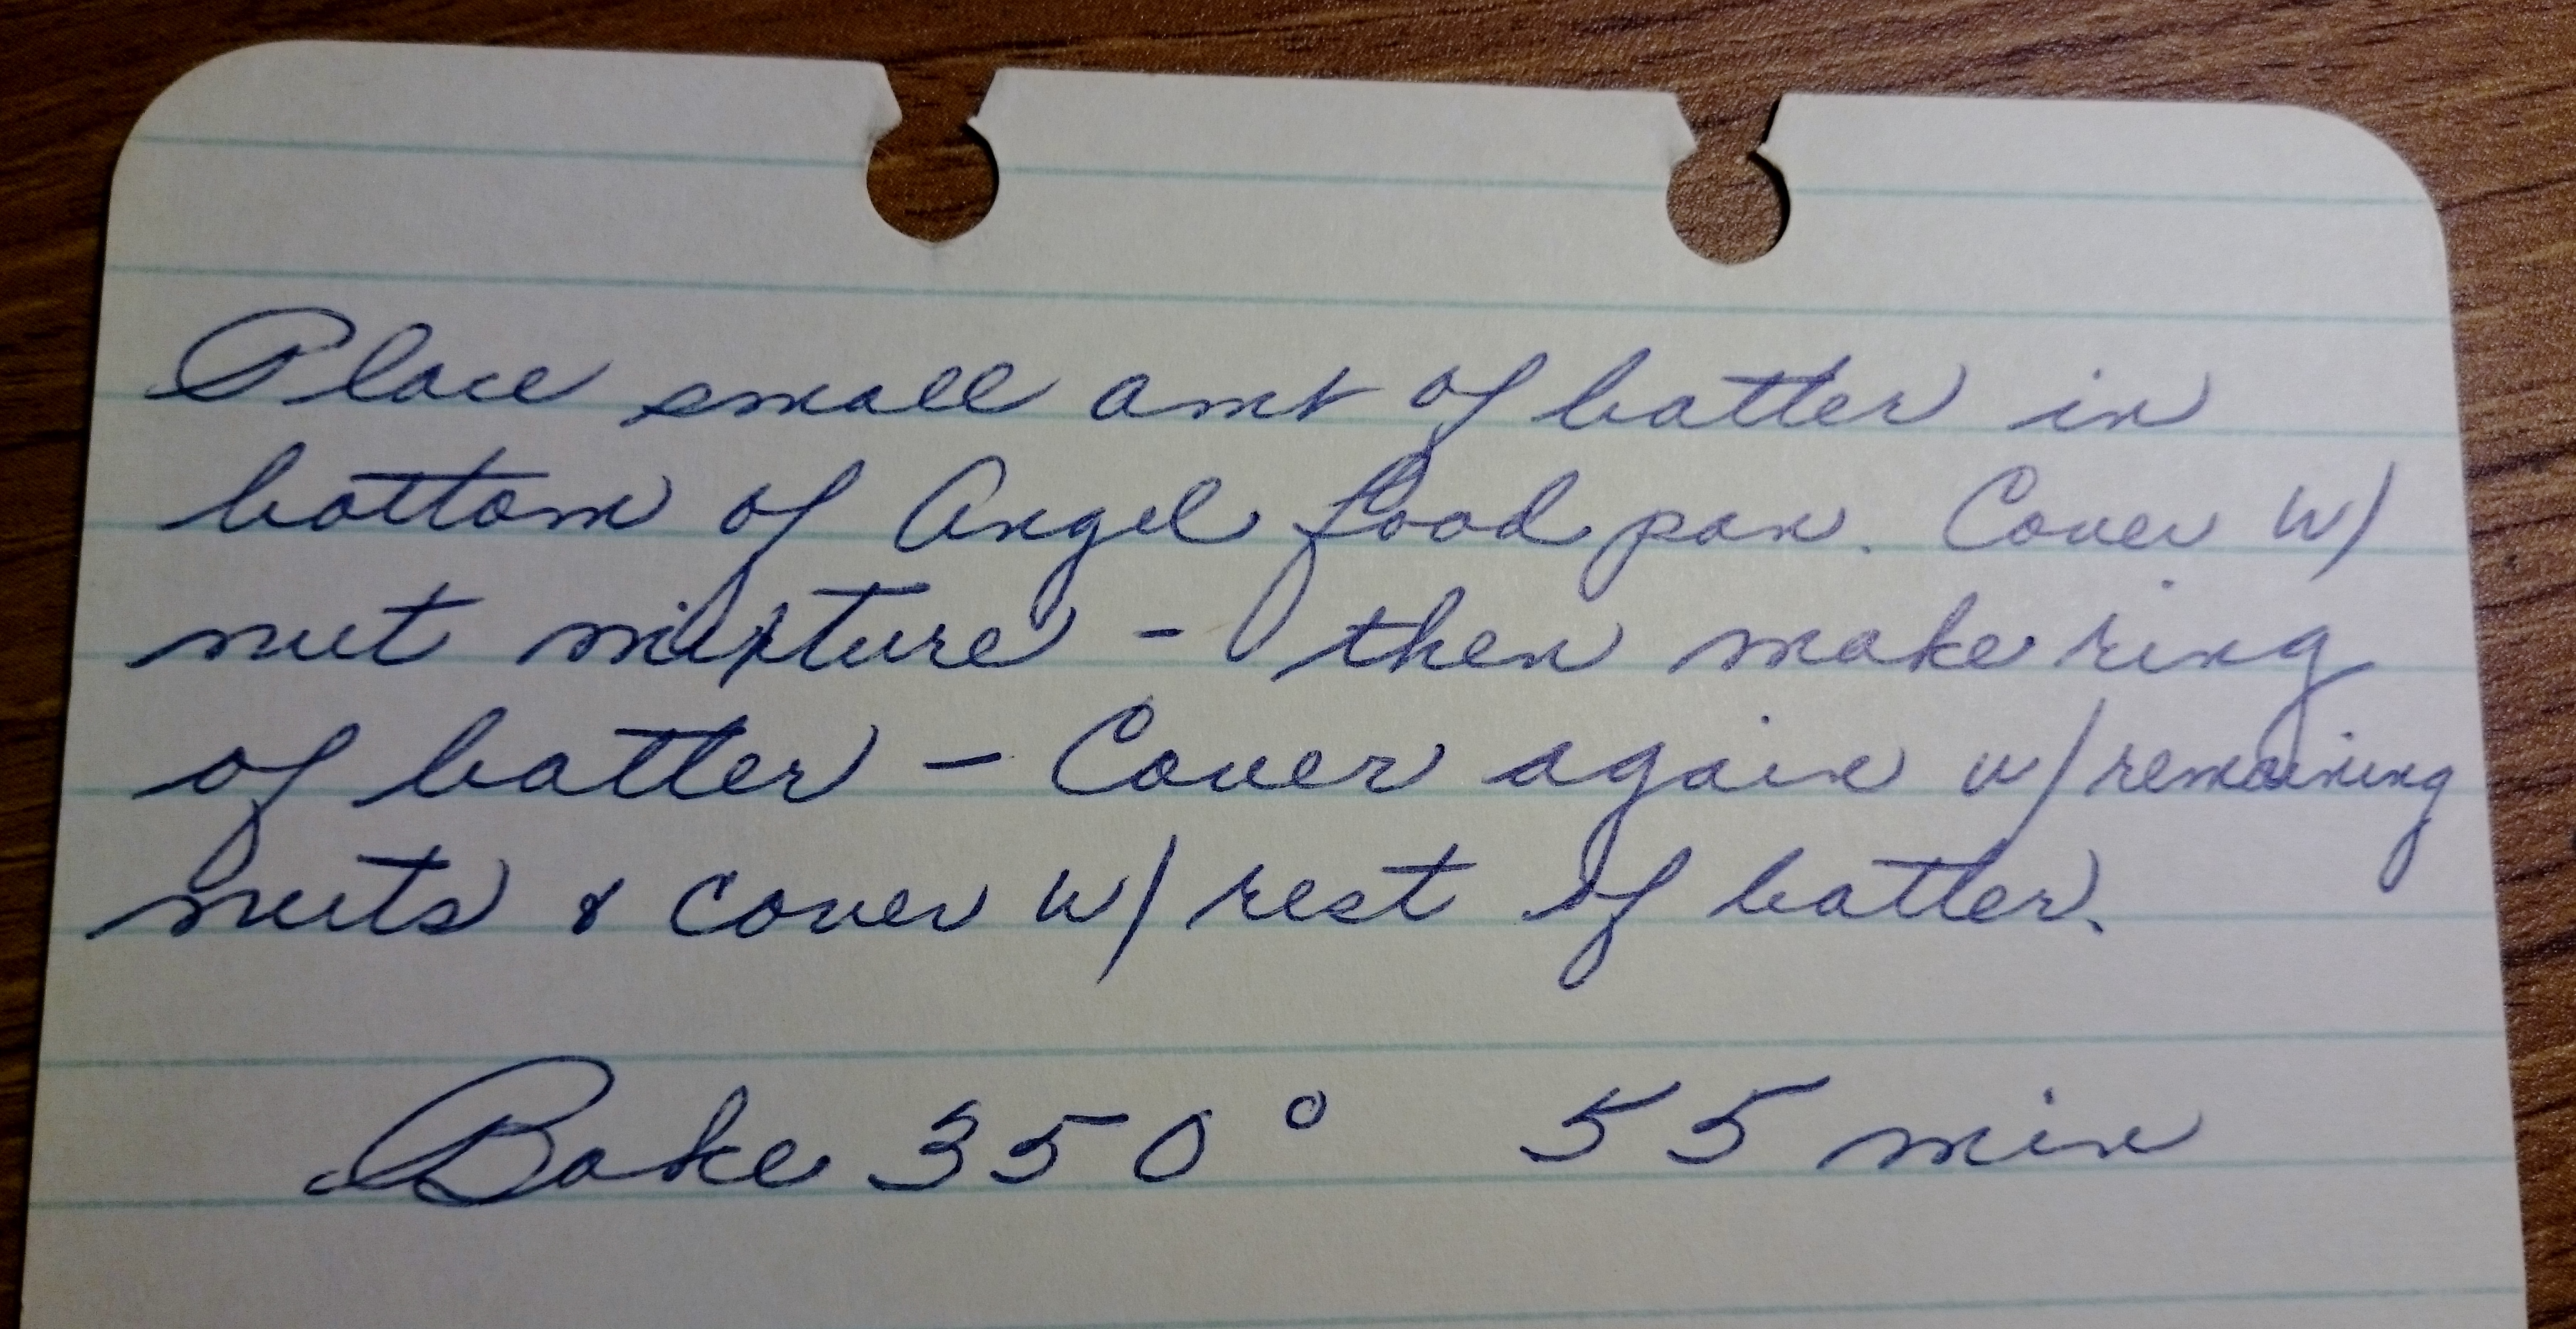 Place small amt of batter in
bottom of Angel food pan. Cover w/
nut mixture - then make ring
of batter - Cover again w/ remaining
nuts & cover w/ rest of batter.
Bake 350° 55 min